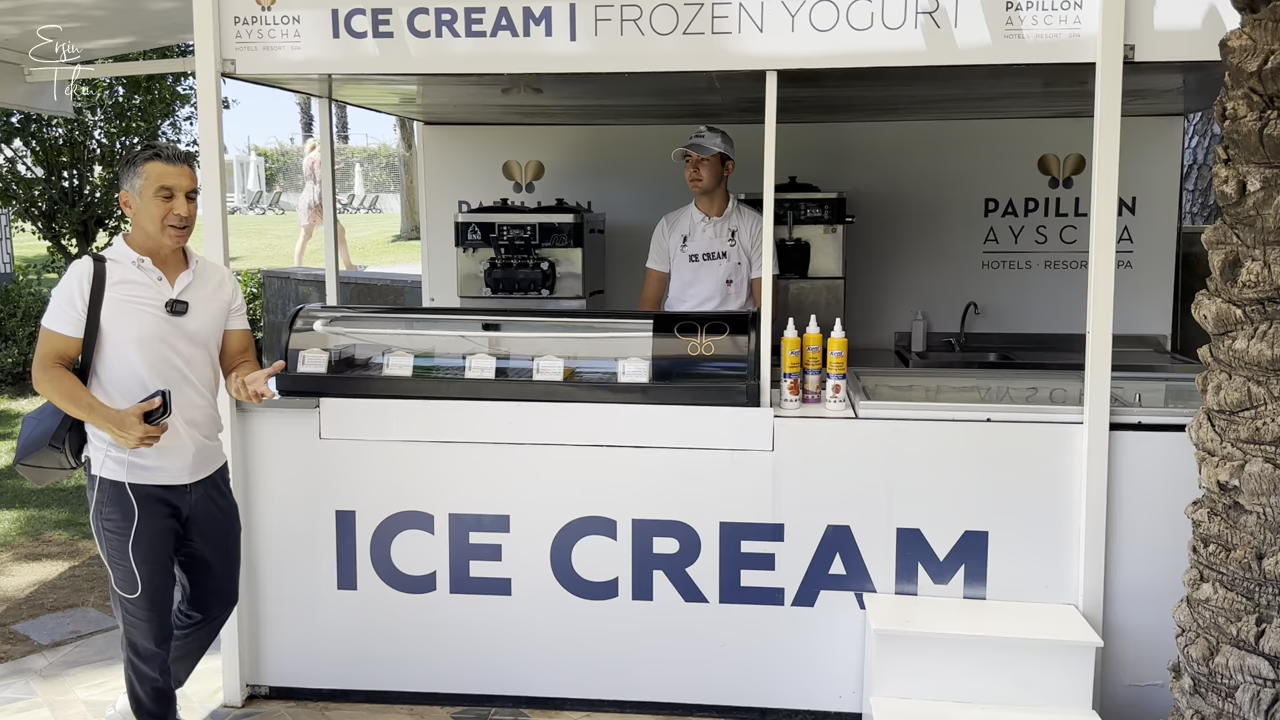 Ersin
Tekin
PAPILLON
AYSCHA
HOTELS · RESORT · SPA
ICE CREAM | FROZEN YOGURT
PAPILLON
AYSCHA
HOTELS · RESORT · SPA
ICE CREAM
PAPILLON
AYSCHA
HOTELS · RESORT SPA
ICE CREAM